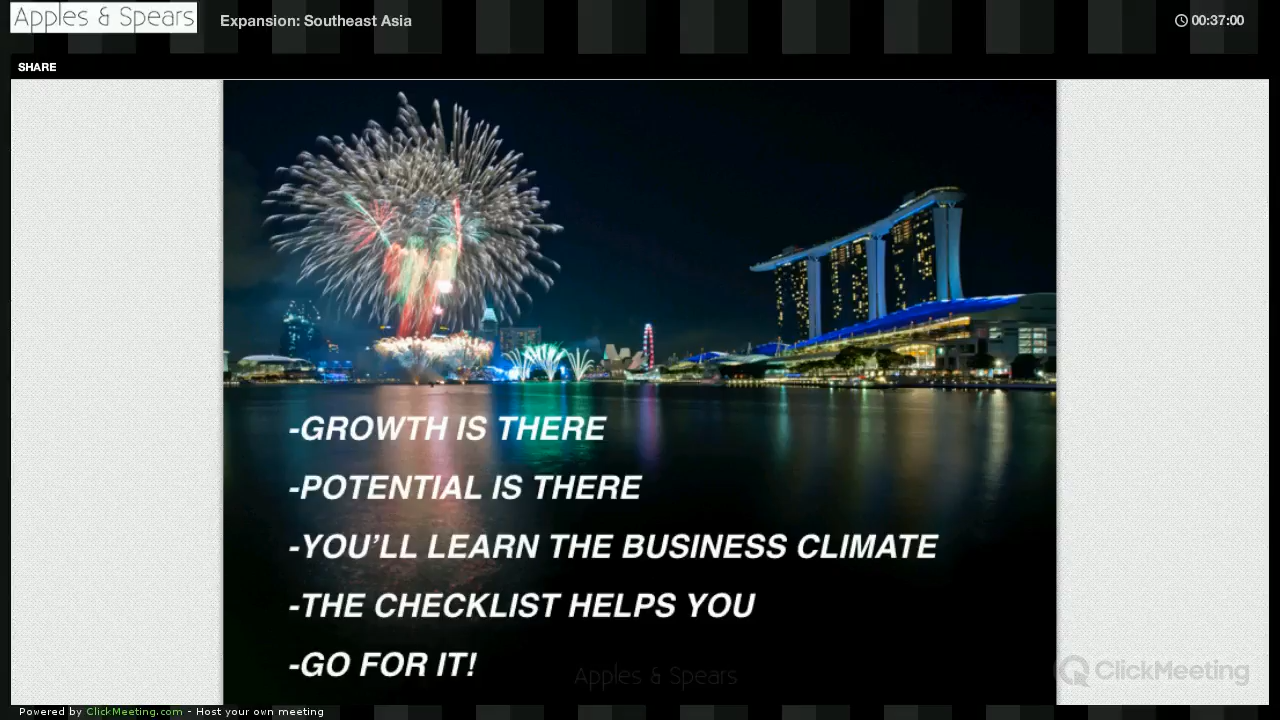 Apples & Spears
Expansion: Southeast Asia
00:37:00
SHARE
-GROWTH IS THERE
-POTENTIAL IS THERE
-YOU’LL LEARN THE BUSINESS CLIMATE
-THE CHECKLIST HELPS YOU
-GO FOR IT!
Apples & Spears
ClickMeeting
Powered by ClickMeeting.com - Host your own meeting